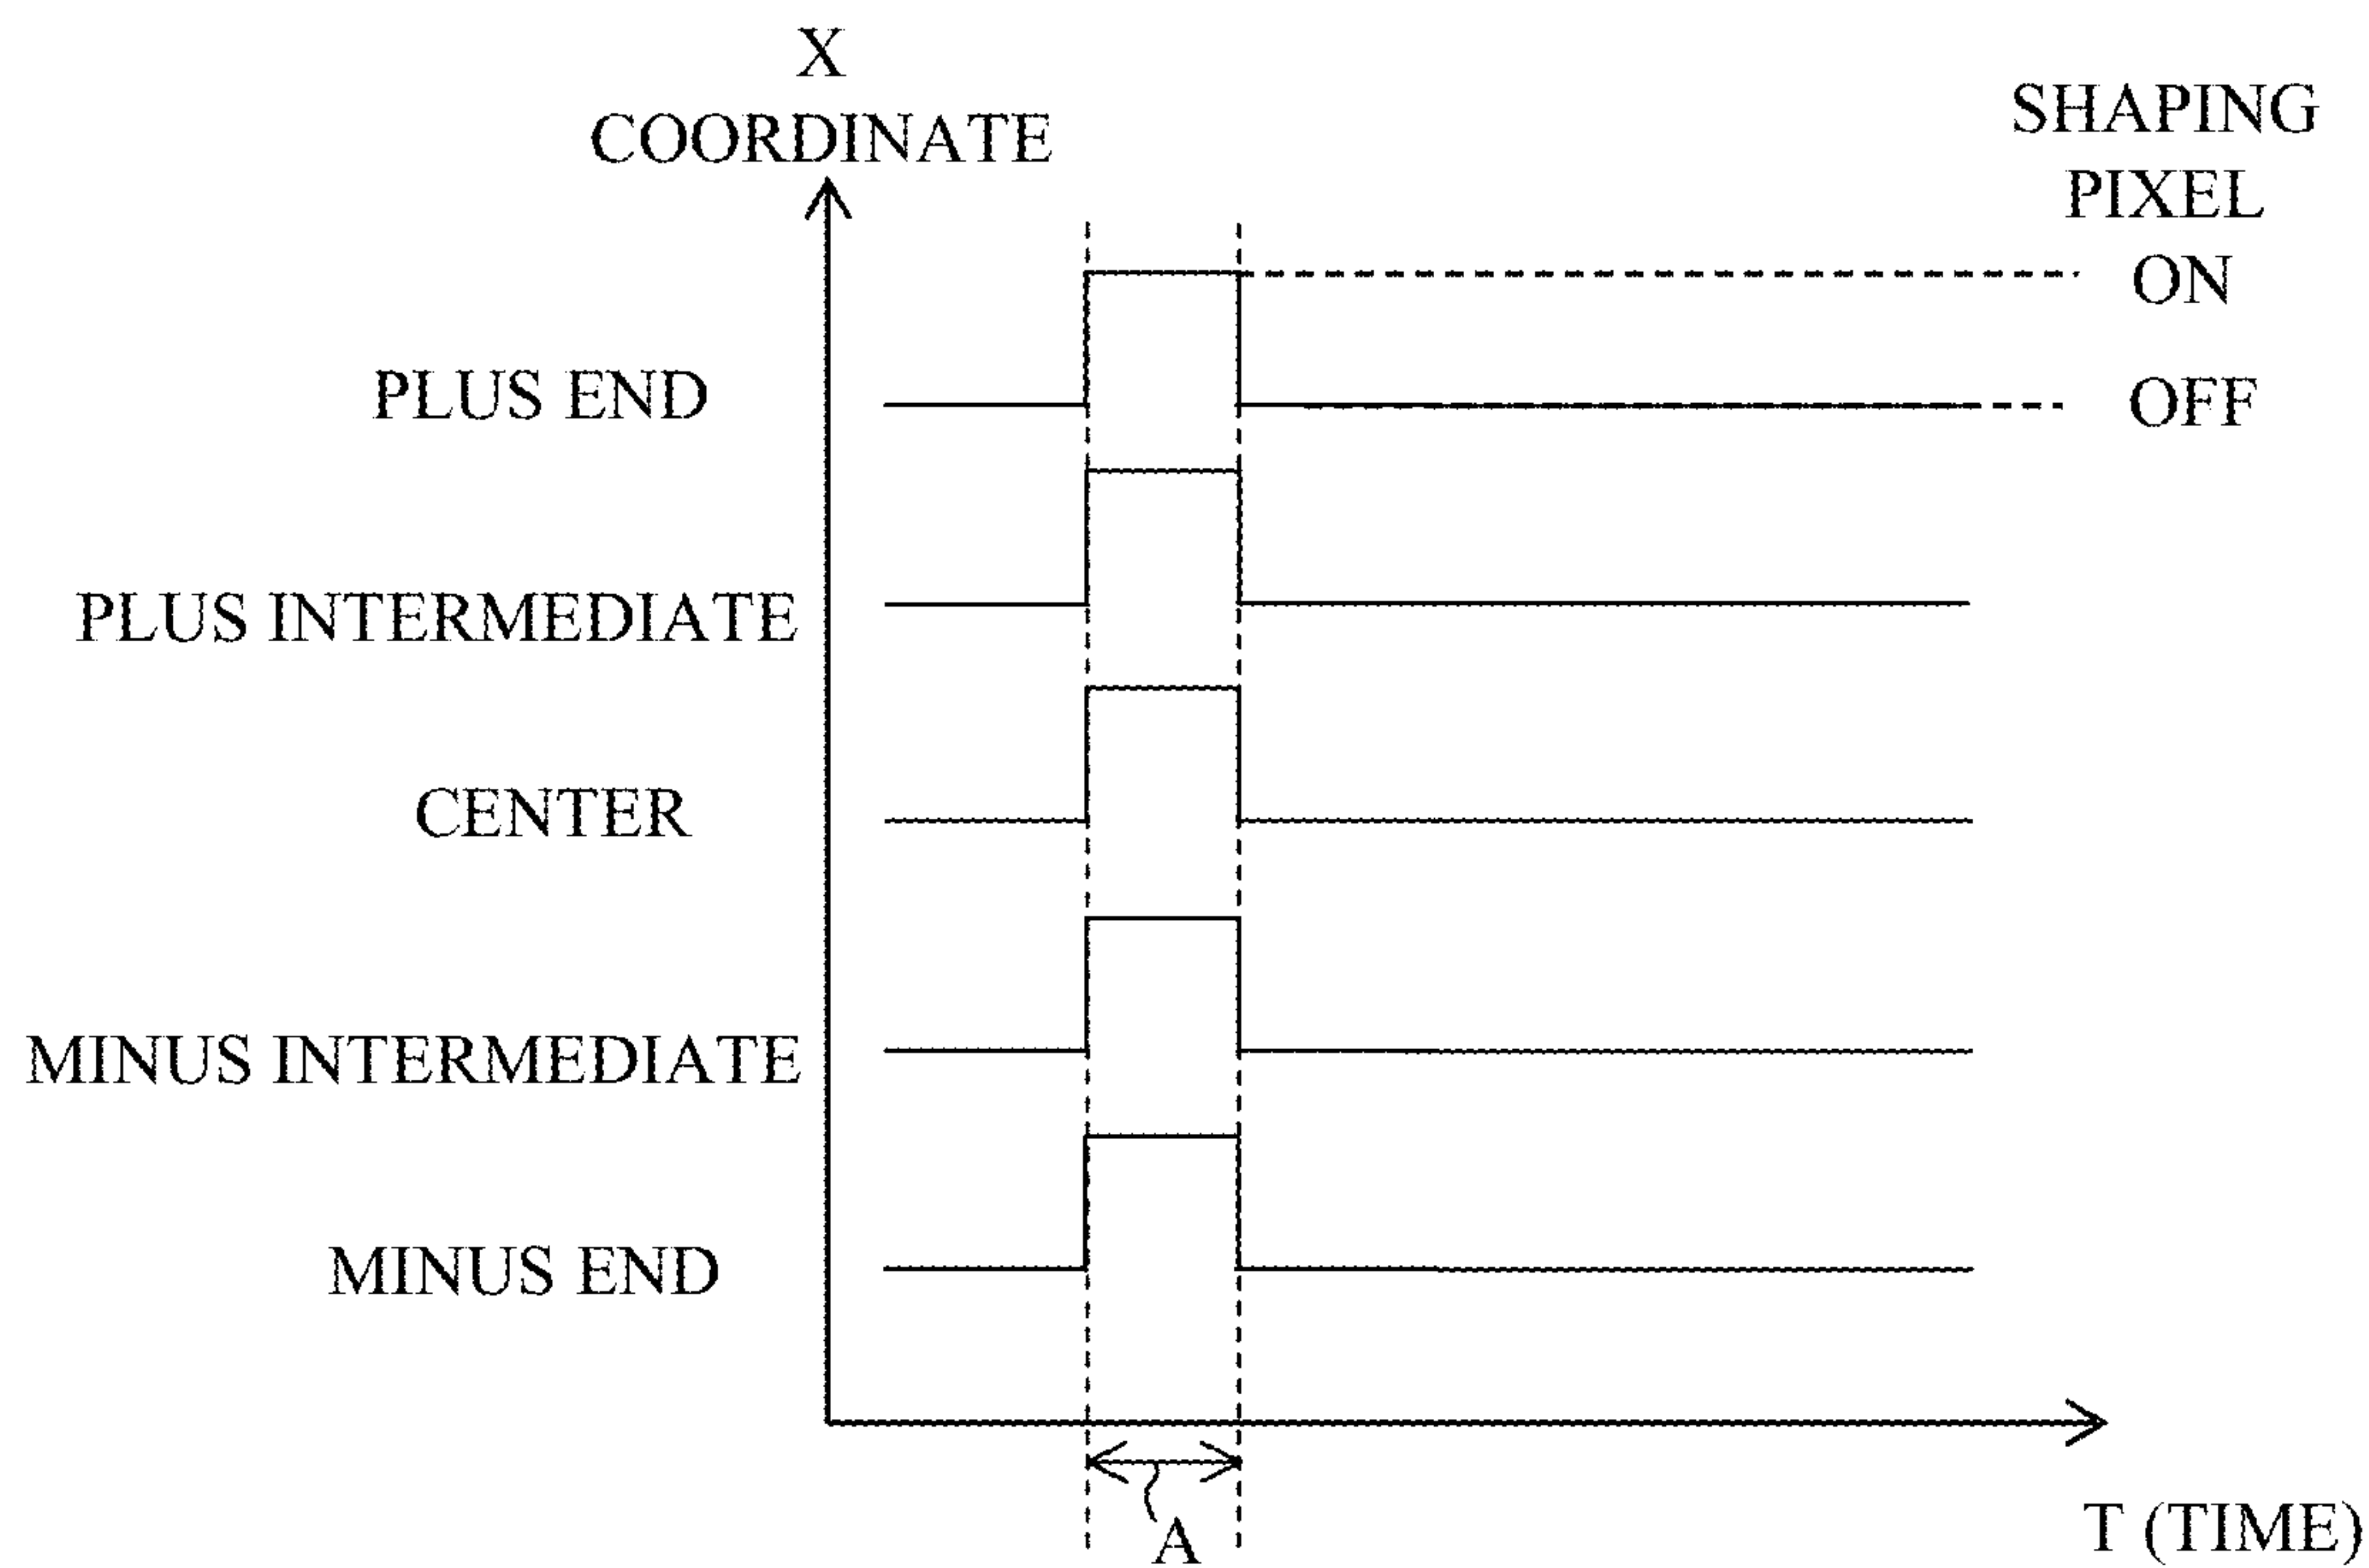 X
COORDINATE
SHAPING
PIXEL
ON
OFF
PLUS END
PLUS INTERMEDIATE
CENTER
MINUS INTERMEDIATE
MINUS END
A
T (TIME)